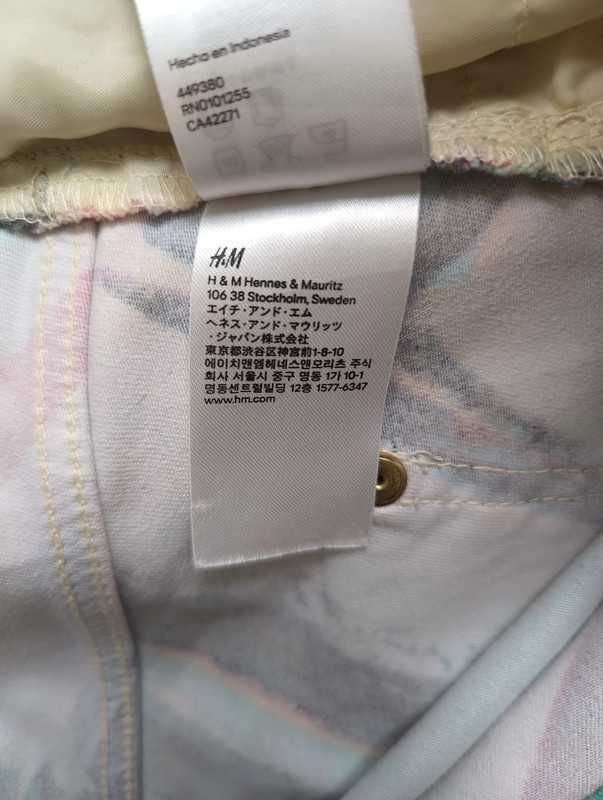 Hecho en Indonesia
449380
RN0101255
CA42271
H&M
H & M Hennes & Mauritz
106 38 Stockholm, Sweden
エイチ・アンド・エム
ヘネス・アンド・マウリッツ
・ジャパン株式会社
東京都渋谷区神宮前1-8-10
에이치앤엠헤네스앤모리츠 주식
회사 서울시 중구 명동 1가 10-1
명동센트럴빌딩 12층 1577-6347
www.hm.com